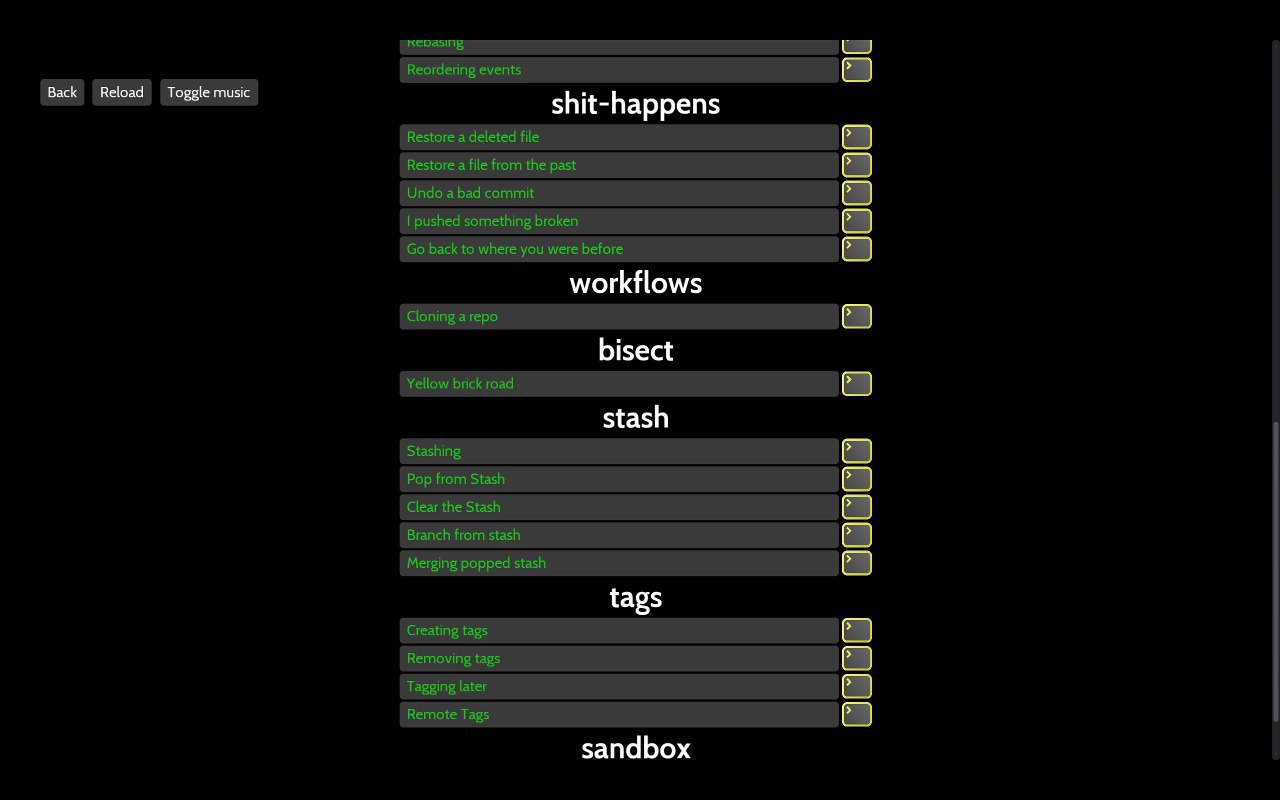 Rebasing
Reordering events
Back
Reload
Toggle music
shit-happens
Restore a deleted file
Restore a file from the past
Undo a bad commit
I pushed something broken
Go back to where you were before
workflows
Cloning a repo
bisect
Yellow brick road
stash
Stashing
Pop from Stash
Clear the Stash
Branch from stash
Merging popped stash
tags
Creating tags
Removing tags
Tagging later
Remote Tags
sandbox